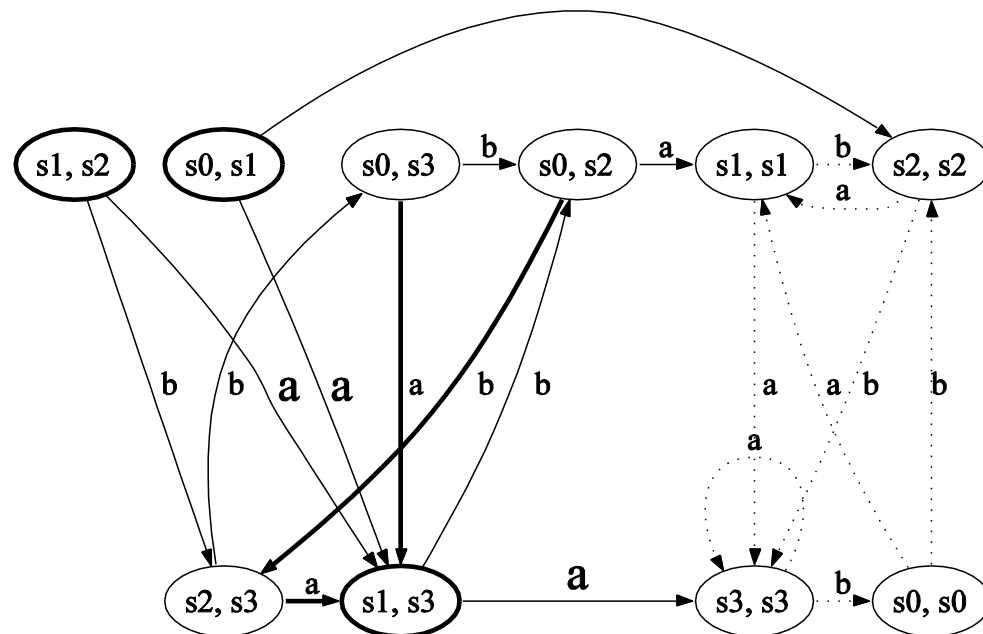 s1, s2 s0, s1 s0, s3 b s0, s2 a s1, s1 b s2, s2
a
b b a a a b b a a b b
a
s2, s3 a s1, s3 a s3, s3 b s0, s0